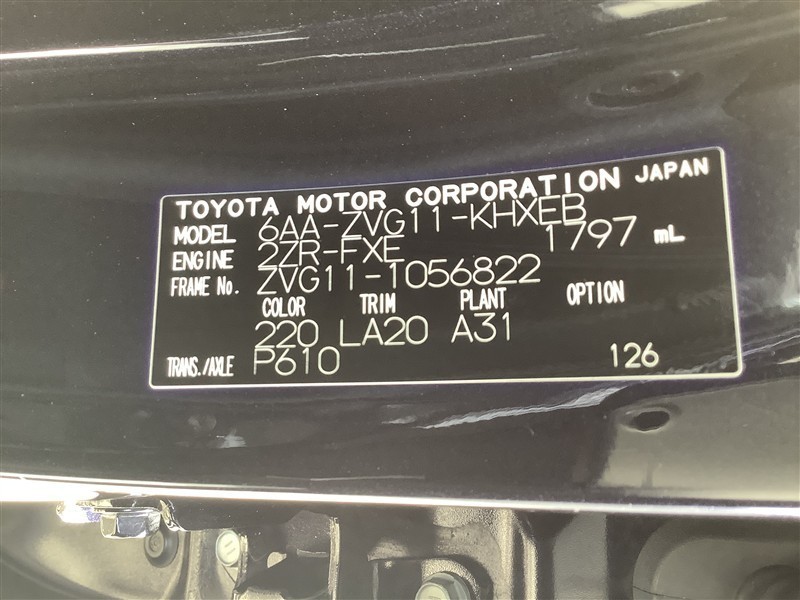 TOYOTA MOTOR CORPORATION JAPAN
MODEL 6AA-ZVG11-KHXEB
ENGINE 2ZR-FXE 1797 mL
FRAME No. ZVG11-1056822
COLOR TRIM PLANT OPTION
220 LA20 A31
TRANS./AXLE P610 126